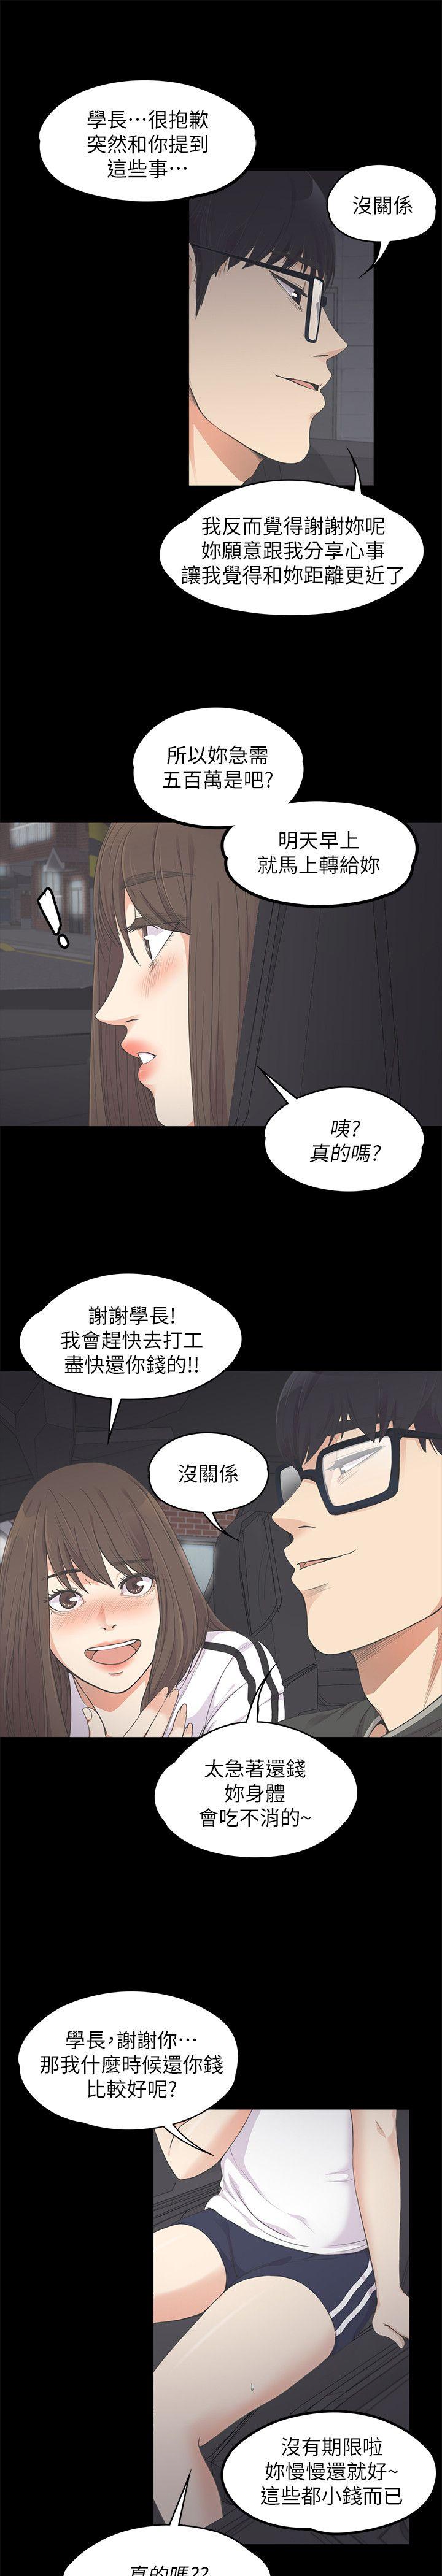 學長⋯很抱歉
突然和你提到
這些事⋯
沒關係
我反而覺得謝謝妳呢
妳願意跟我分享心事
讓我覺得和妳距離更近了
所以妳急需
五百萬是吧?
明天早上
就馬上轉給妳
咦?
真的嗎?
謝謝學長!
我會趕快去打工
盡快還你錢的!!
沒關係
太急著還錢
妳身體
會吃不消的~
學長,謝謝你⋯
那我什麼時候還你錢
比較好呢?
沒有期限啦
妳慢慢還就好~
這些都小錢而已
真的嗎??